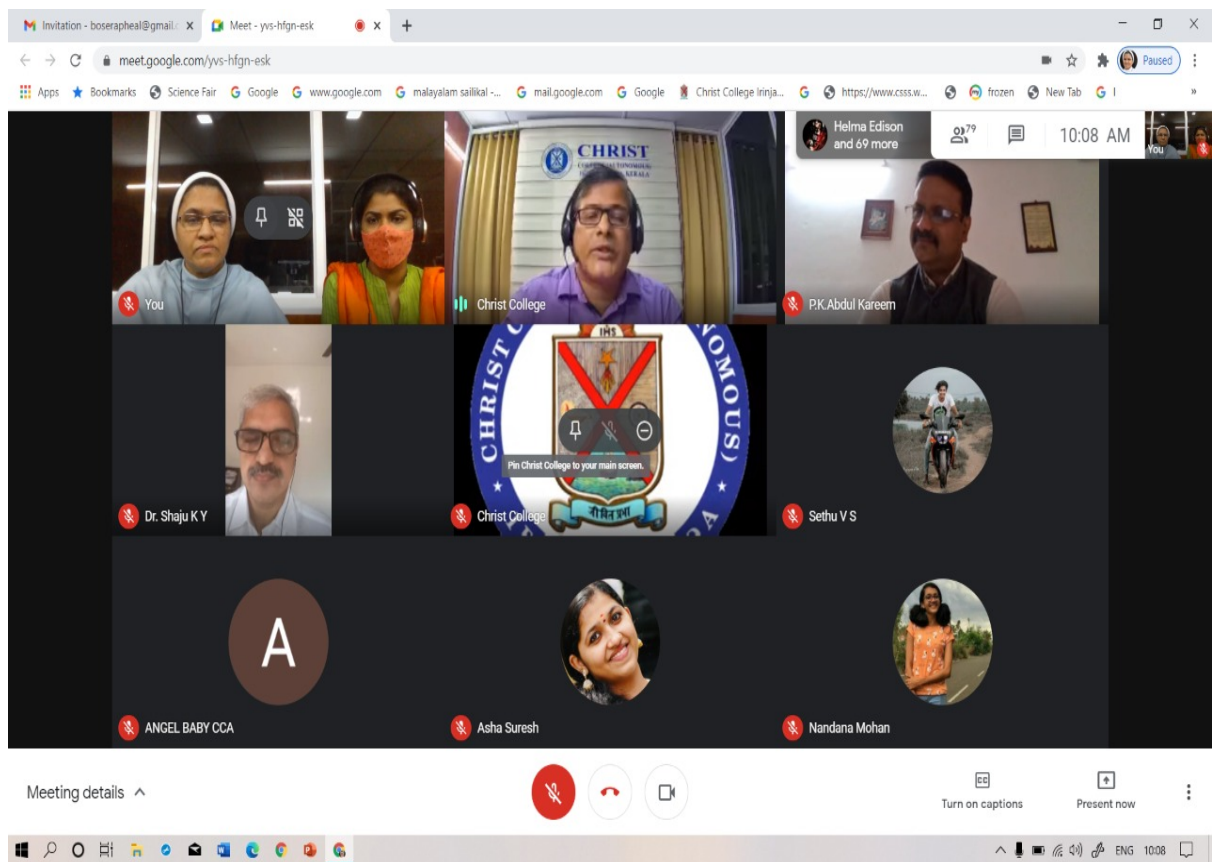 Invitation - boserapheal@gmail.c
Meet - yvs-hfgn-esk
meet.google.com/yvs-hfgn-esk
Paused
Apps
Bookmarks
Science Fair
Google
www.google.com
malayalam sailikal -...
mail.google.com
Google
Christ College Irinja...
https://www.csss.w...
frozen
New Tab
Helma Edison
and 69 more
79
10:08 AM
You
CHRIST
KERALA
You
Christ College
P.K.Abdul Kareem
CHRIST
IHS
NOMOUS)
Pin Christ College to your main screen.
Dr. Shaju K Y
Christ College
Sethu V S
A
ANGEL BABY CCA
Asha Suresh
Nandana Mohan
Meeting details
Turn on captions
Present now
ENG
10:08